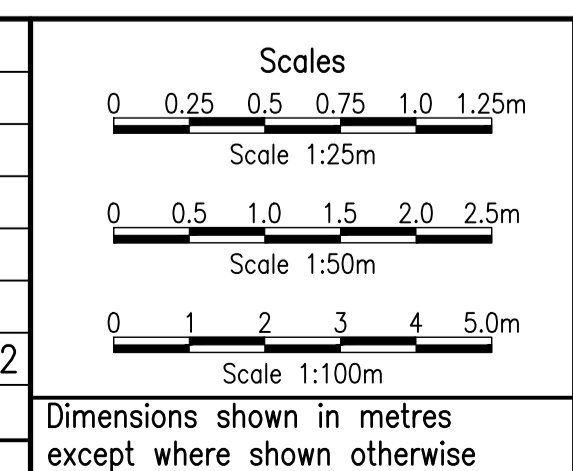 Scales
0 0.25 0.5 0.75 1.0 1.25m
Scale 1:25m
0 0.5 1.0 1.5 2.0 2.5m
Scale 1:50m
0 1 2 3 4 5.0m
Scale 1:100m
2
Dimensions shown in metres
except where shown otherwise